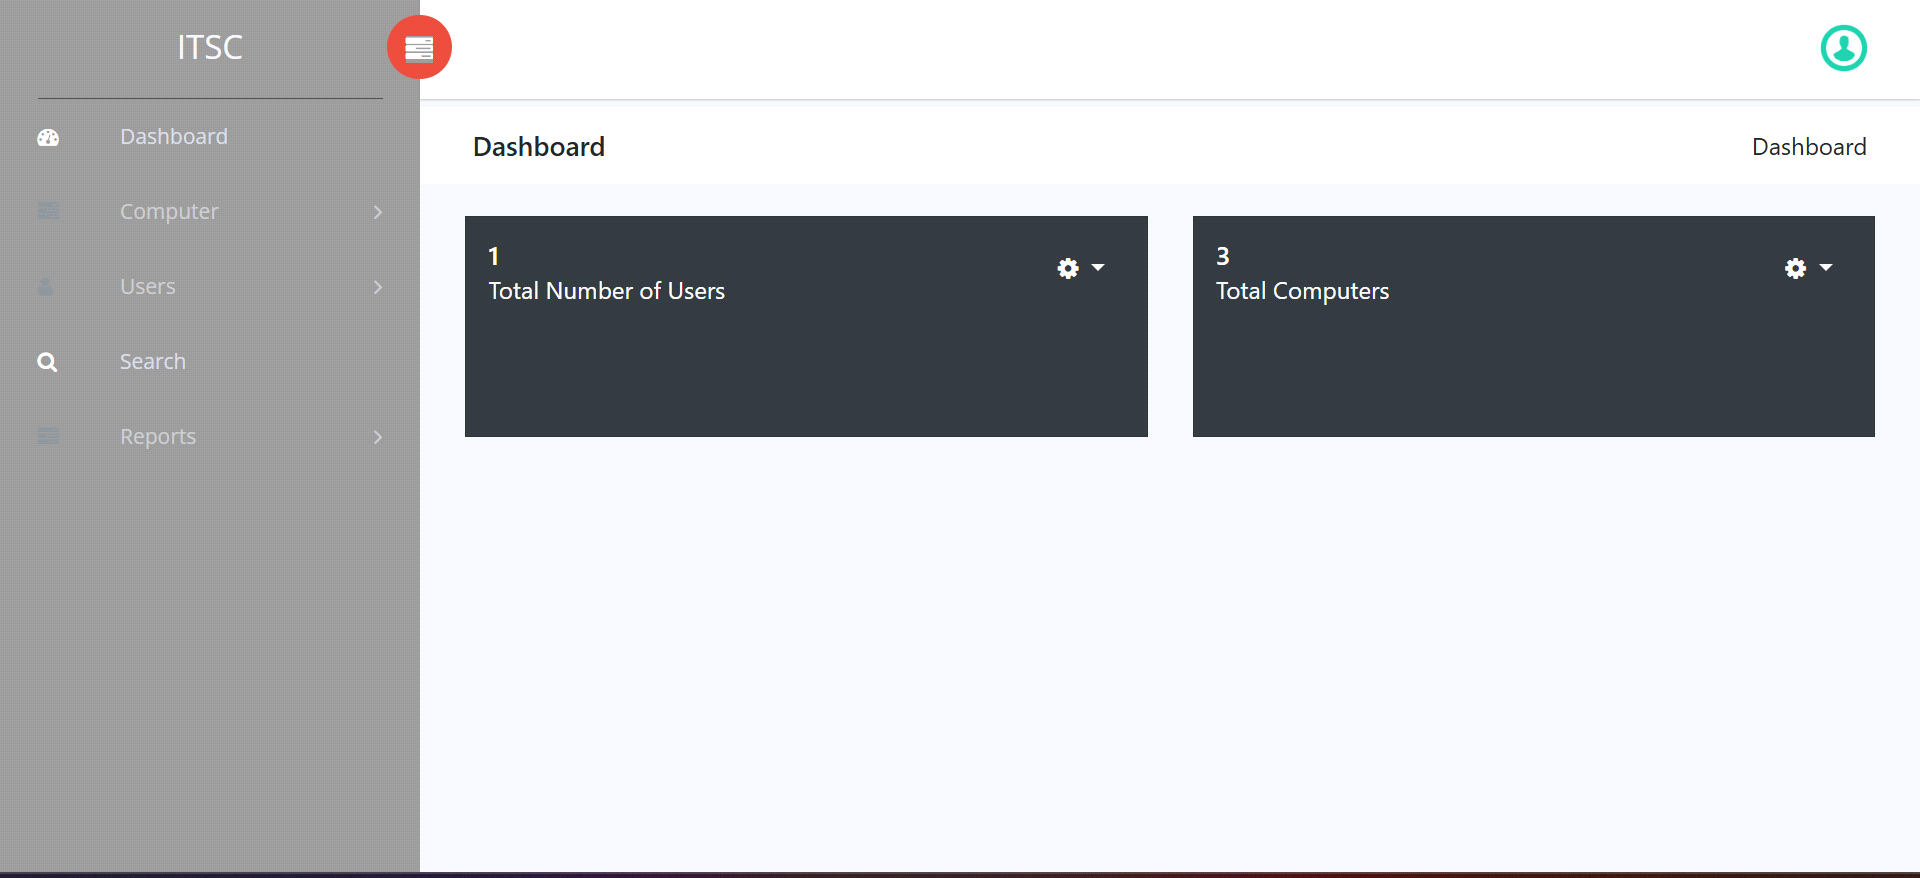 ITSC
Dashboard
Computer
Users
Search
Reports
Dashboard
Dashboard
1
Total Number of Users
3
Total Computers